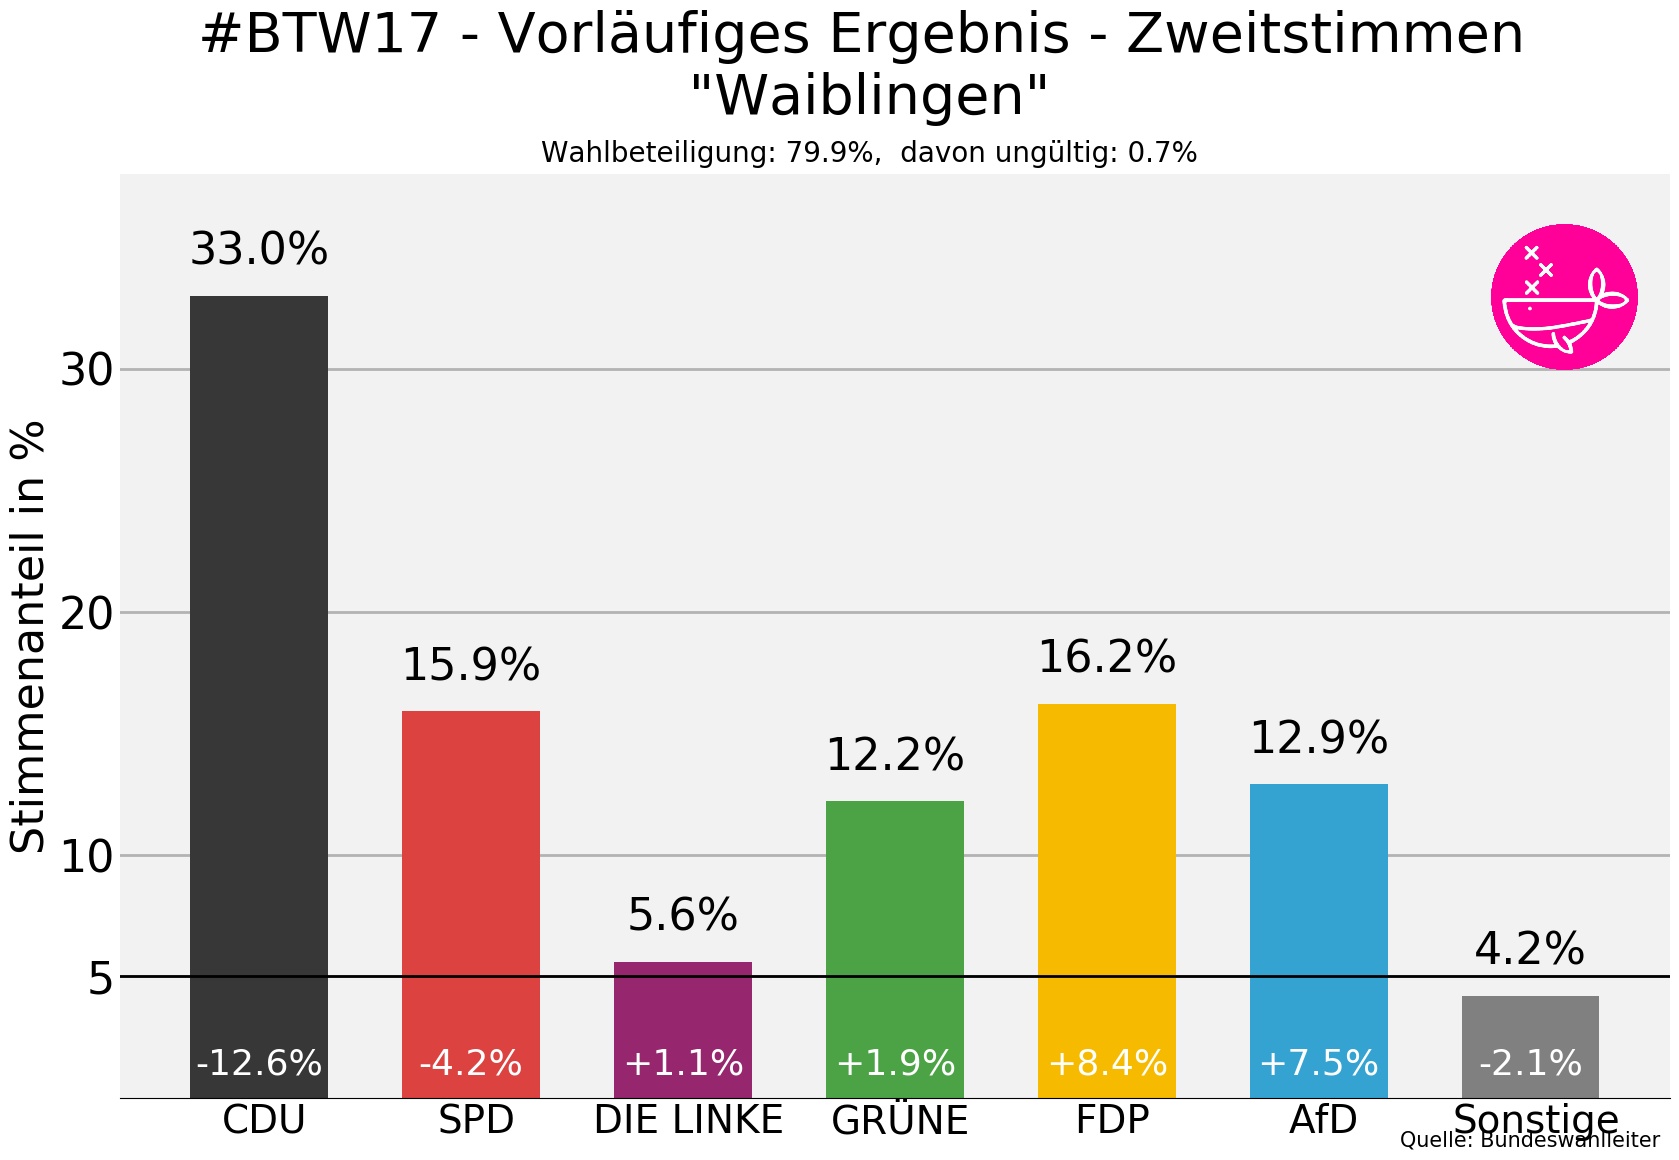 #BTW17 - Vorläufiges Ergebnis - Zweitstimmen
"Waiblingen"
Wahlbeteiligung: 79.9%,  davon ungültig: 0.7%
Stimmenanteil in %
30
20
10
5
33.0%
15.9%
5.6%
12.2%
16.2%
12.9%
4.2%
-12.6%
-4.2%
+1.1%
+1.9%
+8.4%
+7.5%
-2.1%
CDU
SPD
DIE LINKE
GRÜNE
FDP
AfD
Sonstige
Quelle: Bundeswahlleiter